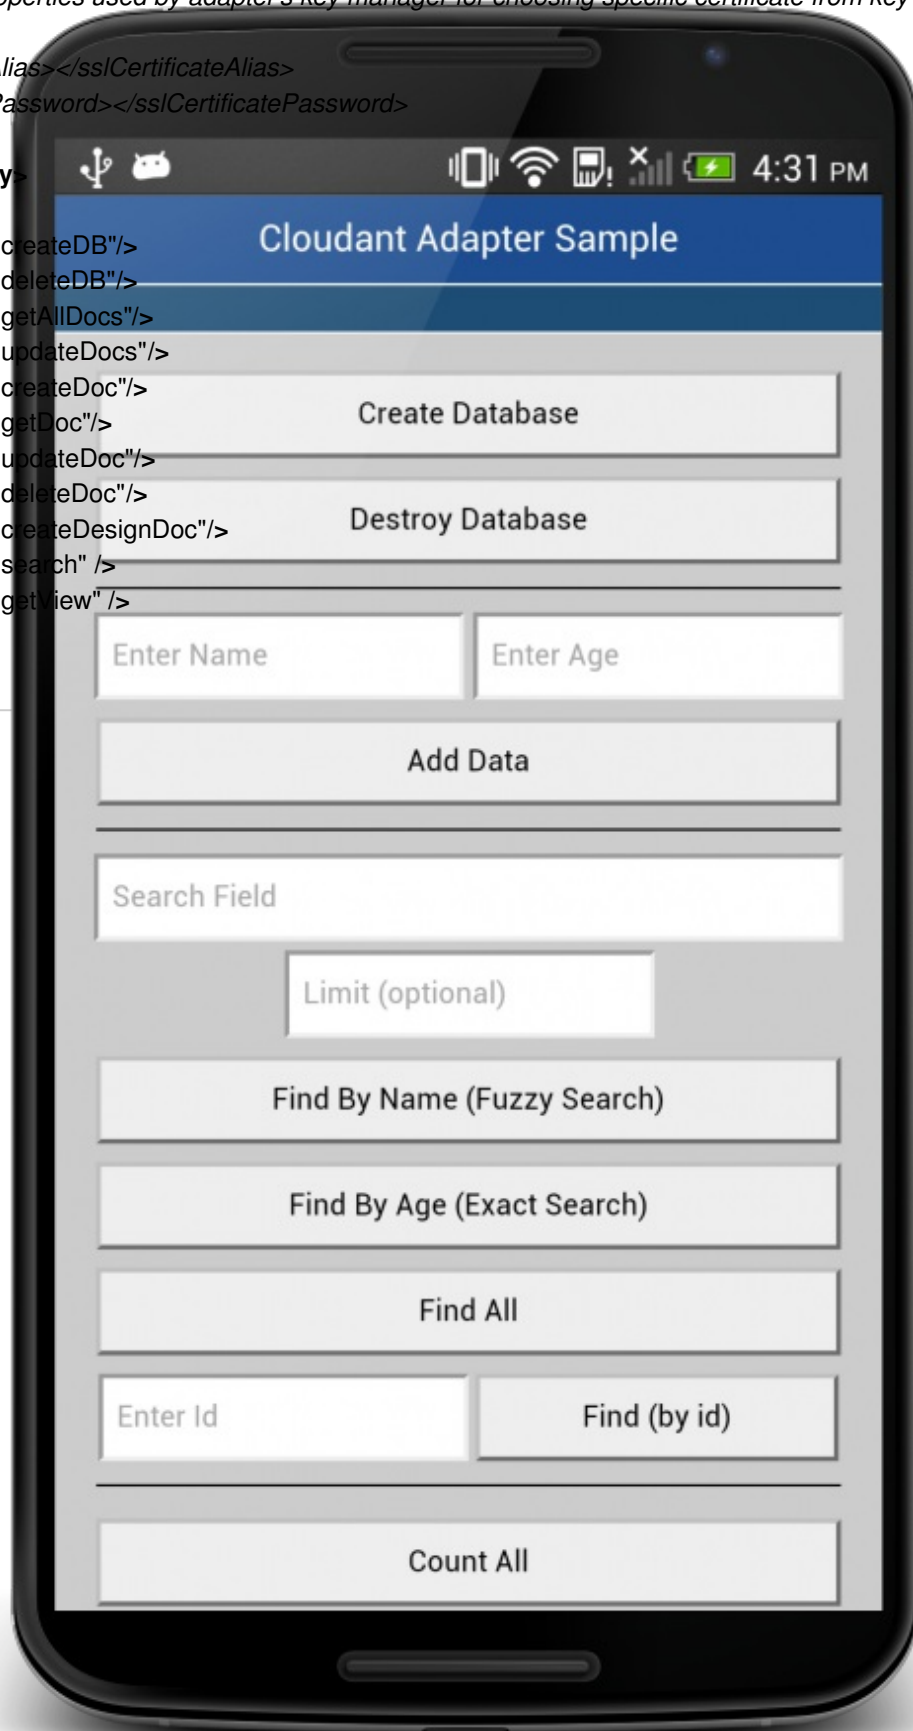 operties used by adapter's key manager for choosing specific certificate from key
Alias></sslCertificateAlias>
Password></sslCertificatePassword>
y>
4:31 PM
Cloudant Adapter Sample
createDB"/>
deleteDB"/>
getAllDocs"/>
updateDocs"/>
createDoc"/>
Create Database
getDoc"/>
updateDoc"/>
deleteDoc"/>
Destroy Database
createDesignDoc"/>
search" />
getView" />
Enter Name Enter Age
Add Data
Search Field
Limit (optional)
Find By Name (Fuzzy Search)
Find By Age (Exact Search)
Find All
Enter Id Find (by id)
Count All